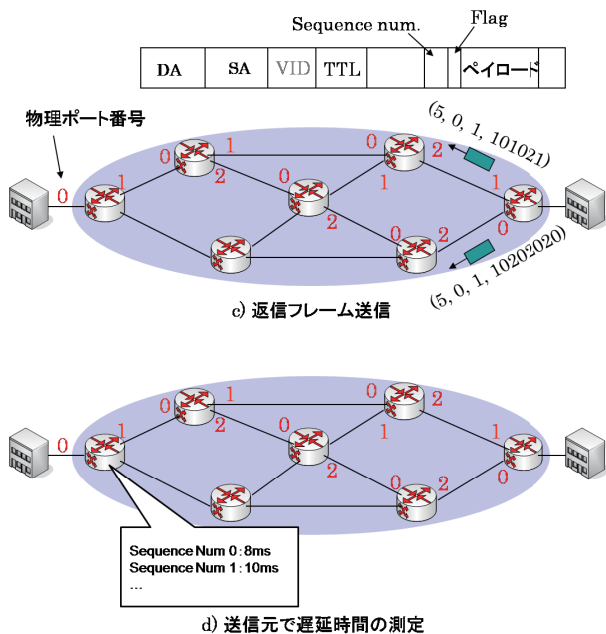 Sequence num.
Flag
DA SA VID TTL ペイロード
物理ポート番号
(5, 0, 1, 101021)
0 1 0 1 2 0 2 0 1 2 0 2 1 0
(5, 0, 1, 10202020)
c) 返信フレーム送信
0 1 0 1 2 0 2 0 1 2 0 2 1 0
Sequence Num 0 : 8ms
Sequence Num 1 : 10ms
...
d) 送信元で遅延時間の測定